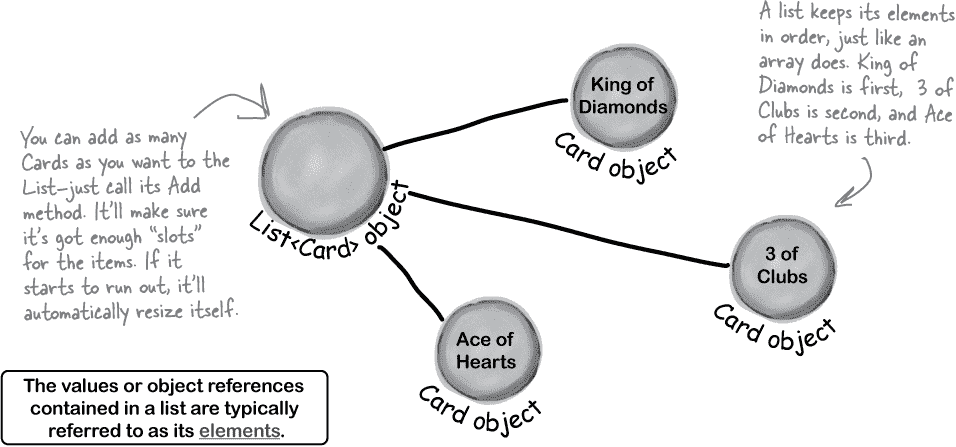 You can add as many
Cards as you want to the
List–just call its Add
method. It'll make sure
it's got enough “slots”
for the items. If it
starts to run out, it'll
automatically resize itself.
List<Card> object
King of
Diamonds
Card object
A list keeps its elements
in order, just like an
array does. King of
Diamonds is first, 3 of
Clubs is second, and Ace
of Hearts is third.
3 of
Clubs
Card object
Ace of
Hearts
Card object
The values or object references
contained in a list are typically
referred to as its elements.